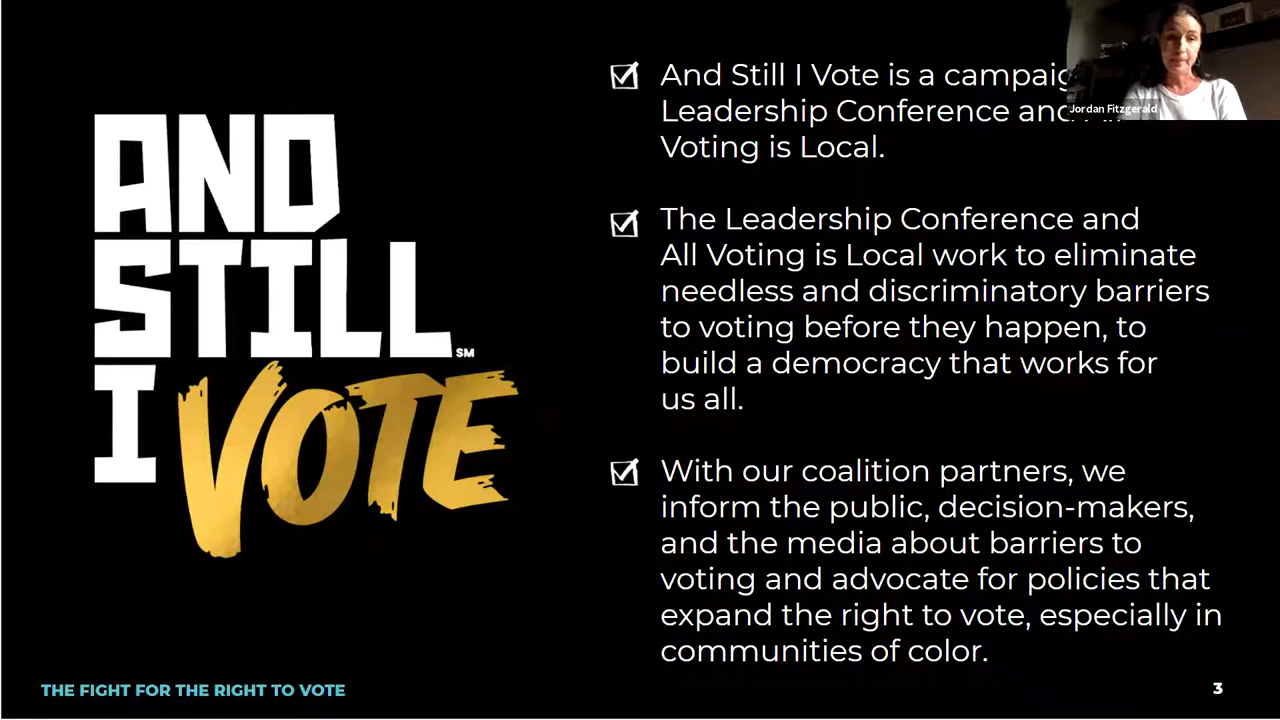 AND
STILL
SM
I VOTE
And Still I Vote is a
Leadership Conference and
Voting is Local.
The Leadership Conference and
All Voting is Local work to eliminate
needless and discriminatory barriers
to voting before they happen, to
build a democracy that works for
us all.
With our coalition partners, we
inform the public, decision-makers,
and the media about barriers to
voting and advocate for policies that
expand the right to vote, especially in
communities of color.
Jordan Fitzgerald
THE FIGHT FOR THE RIGHT TO VOTE
3